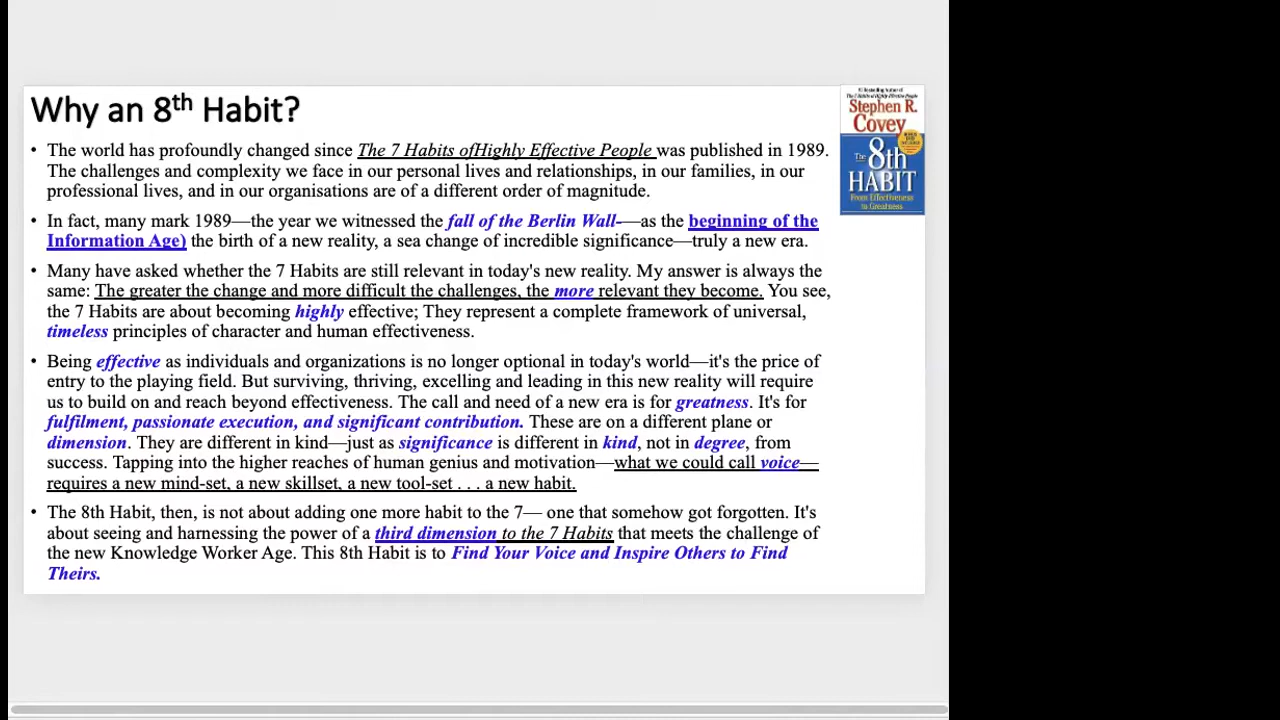 Why an 8th Habit?
• The world has profoundly changed since The 7 Habits ofHighly Effective People was published in 1989.
The challenges and complexity we face in our personal lives and relationships, in our families, in our
professional lives, and in our organisations are of a different order of magnitude.
• In fact, many mark 1989—the year we witnessed the fall of the Berlin Wall-—as the beginning of the
Information Age) the birth of a new reality, a sea change of incredible significance—truly a new era.
• Many have asked whether the 7 Habits are still relevant in today's new reality. My answer is always the
same: The greater the change and more difficult the challenges, the more relevant they become. You see,
the 7 Habits are about becoming highly effective; They represent a complete framework of universal,
timeless principles of character and human effectiveness.
• Being effective as individuals and organizations is no longer optional in today's world—it's the price of
entry to the playing field. But surviving, thriving, excelling and leading in this new reality will require
us to build on and reach beyond effectiveness. The call and need of a new era is for greatness. It's for
fulfilment, passionate execution, and significant contribution. These are on a different plane or
dimension. They are different in kind—just as significance is different in kind, not in degree, from
success. Tapping into the higher reaches of human genius and motivation—what we could call voice—
requires a new mind-set, a new skillset, a new tool-set . . . a new habit.
• The 8th Habit, then, is not about adding one more habit to the 7— one that somehow got forgotten. It's
about seeing and harnessing the power of a third dimension to the 7 Habits that meets the challenge of
the new Knowledge Worker Age. This 8th Habit is to Find Your Voice and Inspire Others to Find
Theirs.
#1 Bestselling Author of
The 7 Habits of Highly Effective People
Stephen R.
Covey
The 8th
HABIT
From Effectiveness
to Greatness